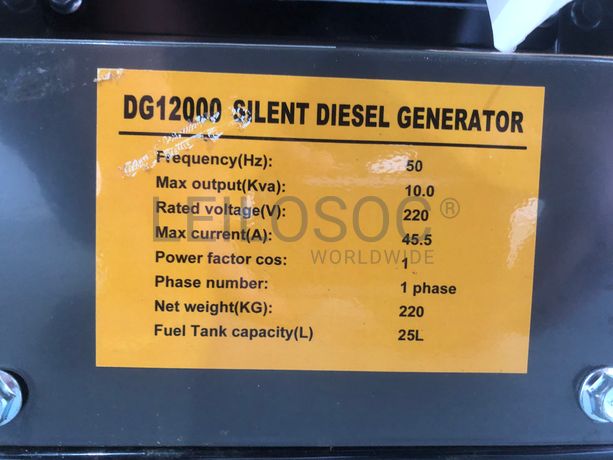 DG12000 SILENT DIESEL GENERATOR
Frequency(Hz): 50
Max output(Kva): 10.0
Rated voltage(V): 220
LEILOSOC®
Max current(A): 45.5
WORLDWIDE
Power factor cos: 1
Phase number: 1 phase
Net weight(KG): 220
Fuel Tank capacity(L) 25L